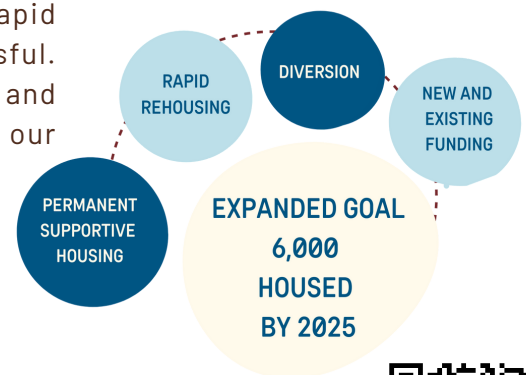 apid
sful.
and
our
RAPID
REHOUSING
DIVERSION
NEW AND
EXISTING
FUNDING
PERMANENT
SUPPORTIVE
HOUSING
EXPANDED GOAL
6,000
HOUSED
BY 2025